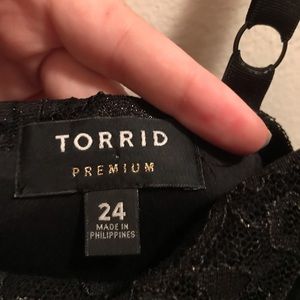 TORRID
PREMIUM
24
MADE IN
PHILIPPINES